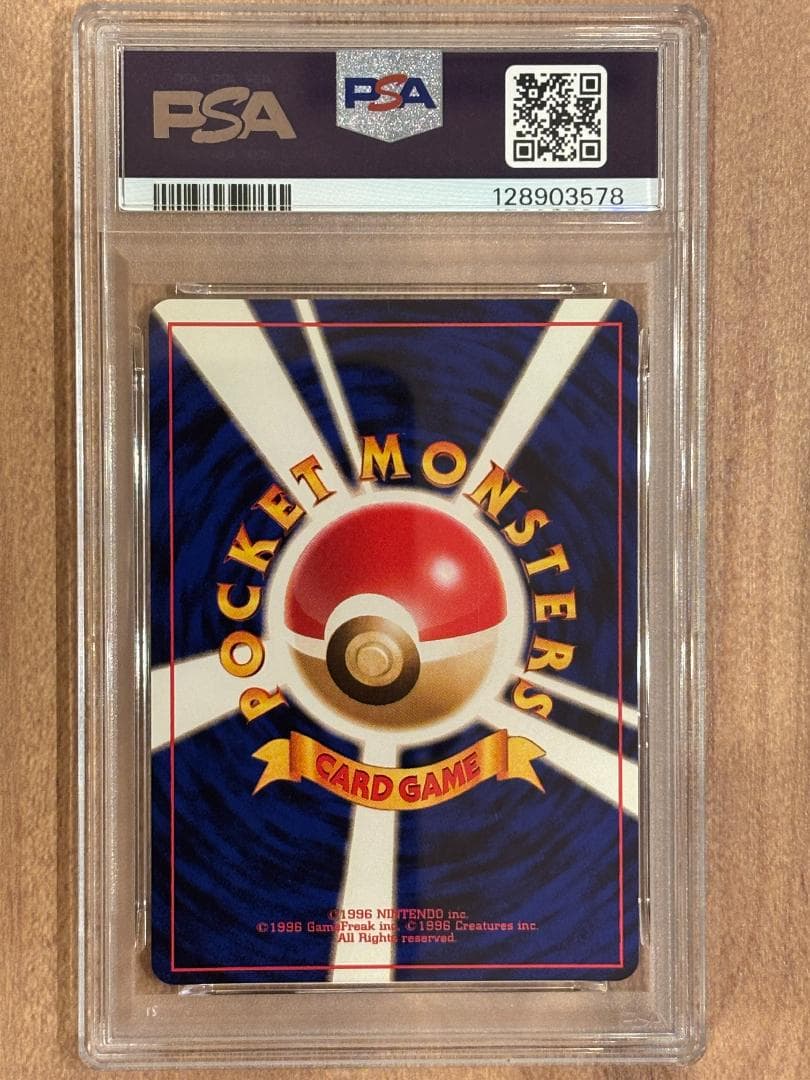 PSA
PSA
128903578
POCKET MONSTERS
CARD GAME
©1996 NINTENDO inc.
©1996 GameFreak inc. ©1996 Creatures inc.
All Rights reserved.